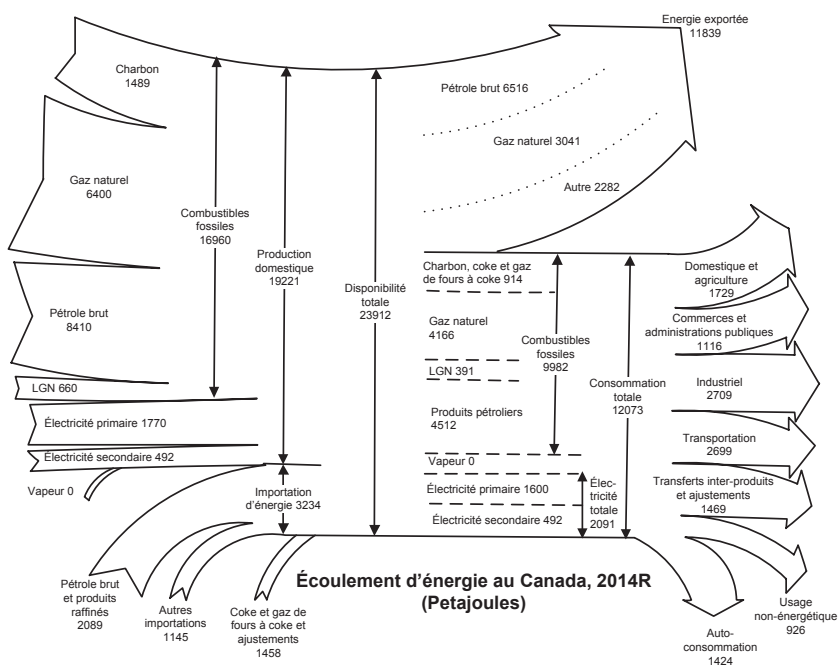 Energie exportée
11839
Charbon
1489
Pétrole brut 6516
Gaz naturel 3041
Autre 2282
Gaz naturel
6400
Combustibles
fossiles
16960
Production
domestique
19221
Disponibilité
totale
23912
Charbon, coke et gaz
de fours à coke 914
Domestique et
agriculture
1729
Pétrole brut
8410
Gaz naturel
4166
Combustibles
fossiles
9982
Commerces et
administrations publiques
1116
LGN 660
LGN 391
Consommation
totale
12073
Industriel
2709
Électricité primaire 1770
Produits pétroliers
4512
Transportation
2699
Électricité secondaire 492
Vapeur 0
Vapeur 0
Importation
d'énergie 3234
Électricité primaire 1600
Élec-
tricité
totale
2091
Transferts inter-produits
et ajustements
1469
Électricité secondaire 492
Pétrole brut
et produits
raffinés
2089
Autres
importations
1145
Coke et gaz de
fours à coke et
ajustements
1458
Écoulement d'énergie au Canada, 2014R
(Petajoules)
Usage
non-énergétique
926
Auto-
consommation
1424